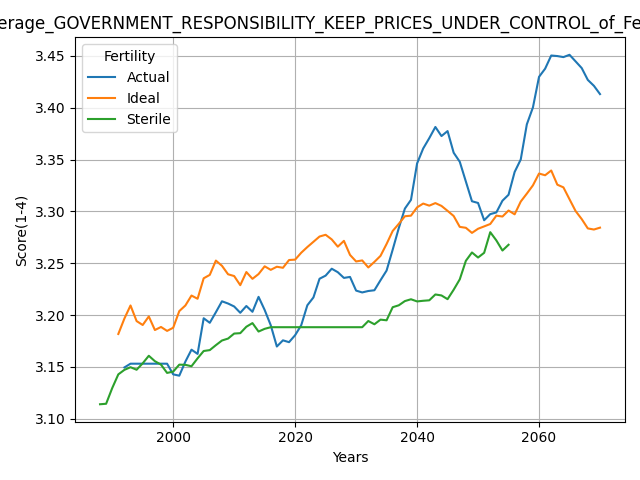 erage_GOVERNMENT_RESPONSIBILITY_KEEP_PRICES_UNDER_CONTROL_of_Fe
Fertility
Actual
Ideal
Sterile
3.45
3.40
3.35
3.30
3.25
3.20
3.15
3.10
Score(1-4)
2000 2020 2040 2060
Years